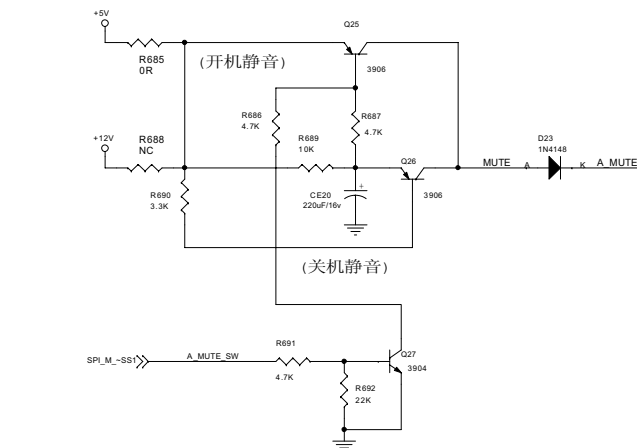 +5V
Q25
R685
0R
(开机静音)
3906
R686
4.7K
R687
4.7K
+12V
R688
NC
R689
10K
Q26
D23
1N4148
MUTE
A
K
A_MUTE
R690
3.3K
CE20
220uF/16v
+
3906
(关机静音)
R691
4.7K
Q27
3904
SPI_M_~SS1
A_MUTE_SW
R692
22K